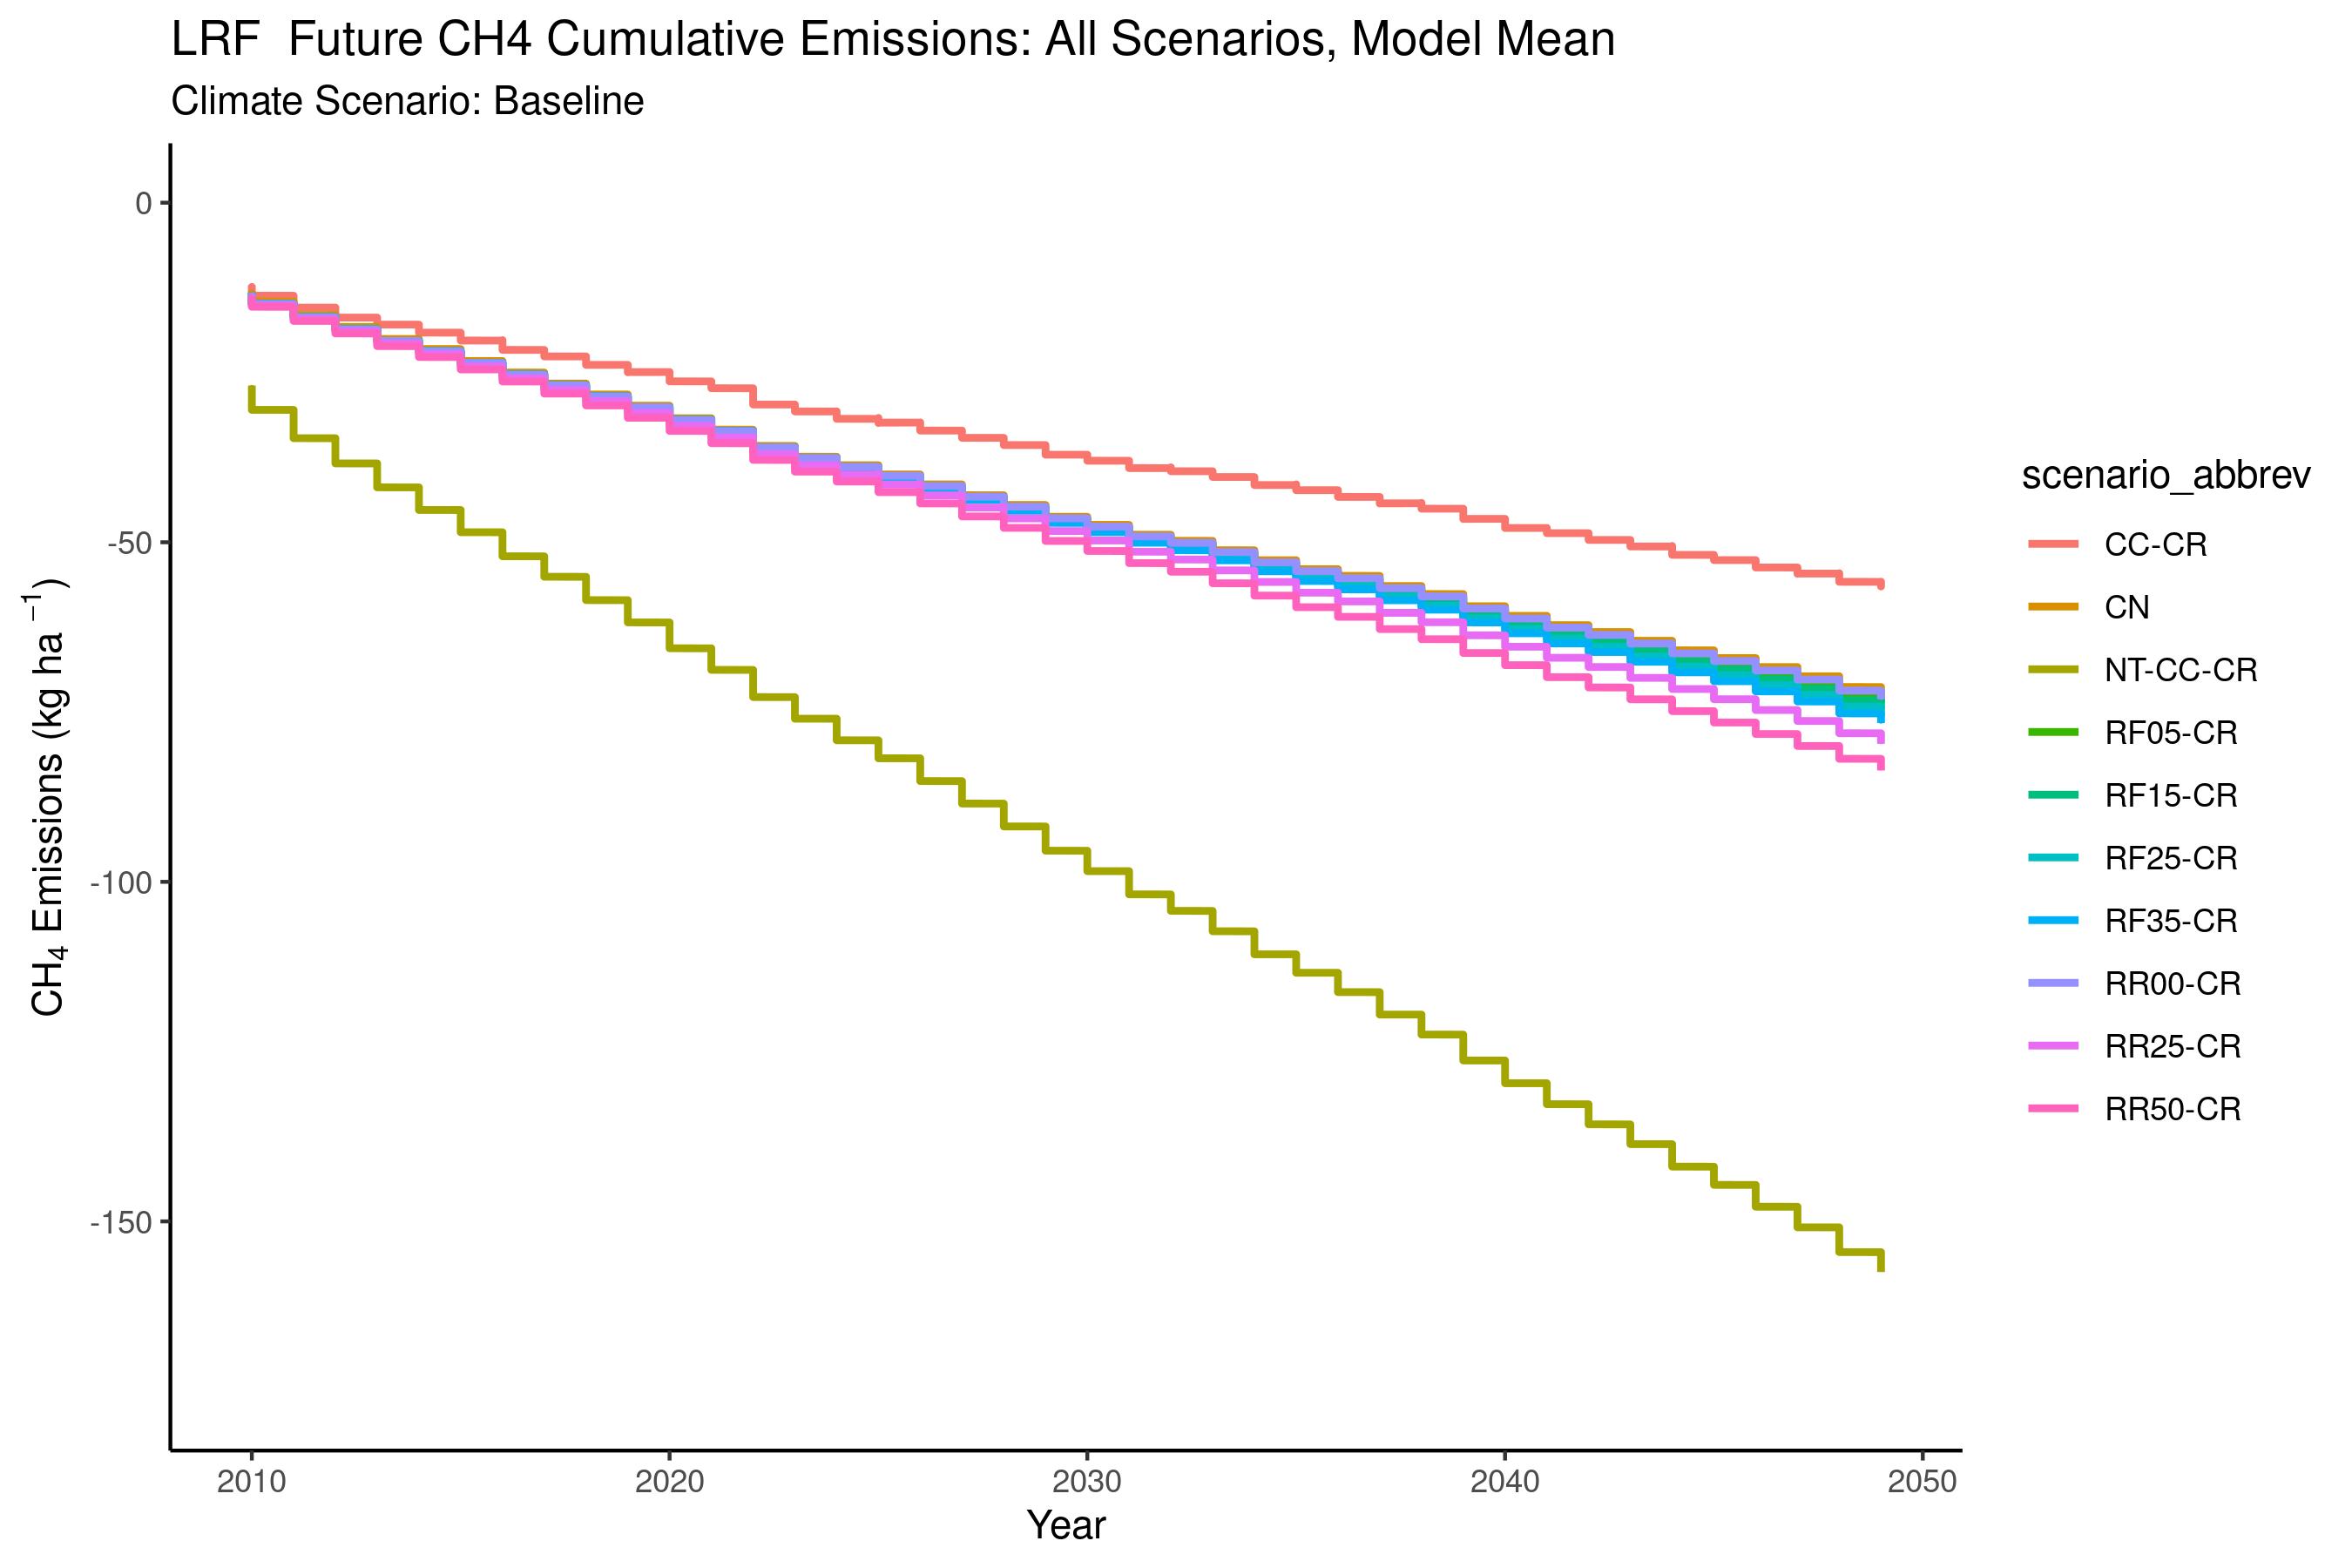 LRF  Future CH4 Cumulative Emissions: All Scenarios, Model Mean
Climate Scenario: Baseline
0
-50
-100
-150
CH₄ Emissions (kg ha ⁻¹)
2010 2020 2030 2040 2050
Year
scenario_abbrev
CC-CR
CN
NT-CC-CR
RF05-CR
RF15-CR
RF25-CR
RF35-CR
RR00-CR
RR25-CR
RR50-CR